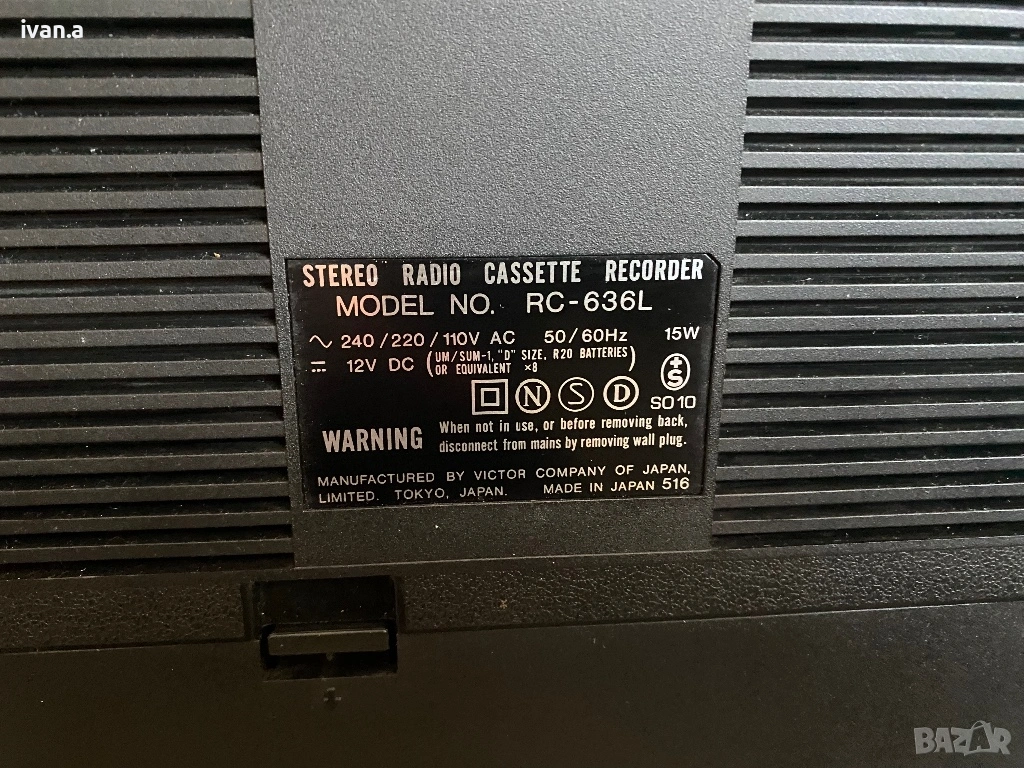 ivan.a
STEREO RADIO CASSETTE RECORDER
MODEL NO. RC-636L
∿ 240/220/110V AC 50/60Hz 15W
⎓ 12V DC (UM/SUM-1, "D" SIZE, R20 BATTERIES
OR EQUIVALENT ×8)
N S D +S
SO10
WARNING When not in use, or before removing back,
disconnect from mains by removing wall plug.
MANUFACTURED BY VICTOR COMPANY OF JAPAN,
LIMITED. TOKYO, JAPAN. MADE IN JAPAN 516
BAZAR